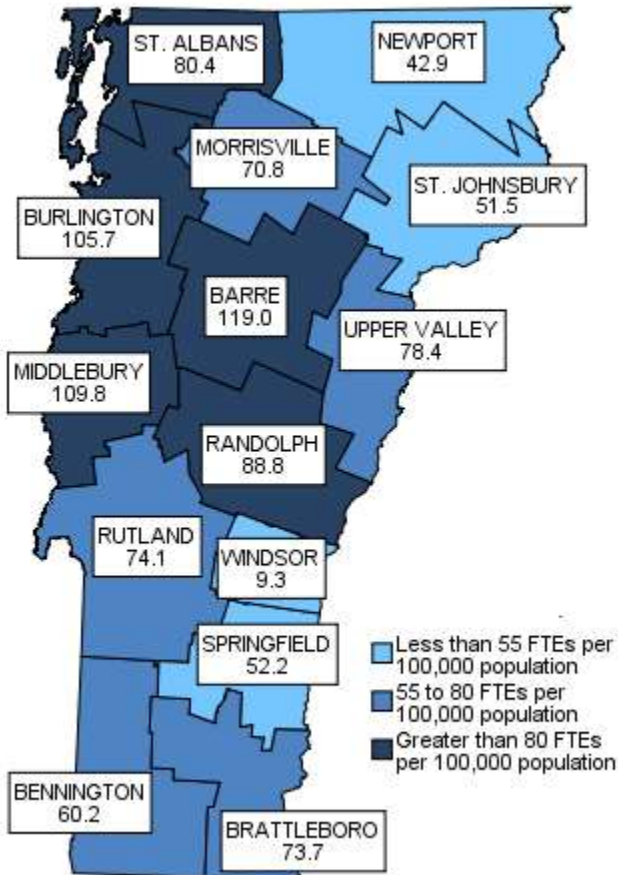 ST. ALBANS
80.4
NEWPORT
42.9
MORRISVILLE
70.8
ST. JOHNSBURY
51.5
BURLINGTON
105.7
BARRE
119.0
UPPER VALLEY
78.4
MIDDLEBURY
109.8
RANDOLPH
88.8
RUTLAND
74.1
WINDSOR
9.3
SPRINGFIELD
52.2
Less than 55 FTEs per
100,000 population
55 to 80 FTEs per
100,000 population
Greater than 80 FTEs
per 100,000 population
BENNINGTON
60.2
BRATTLEBORO
73.7